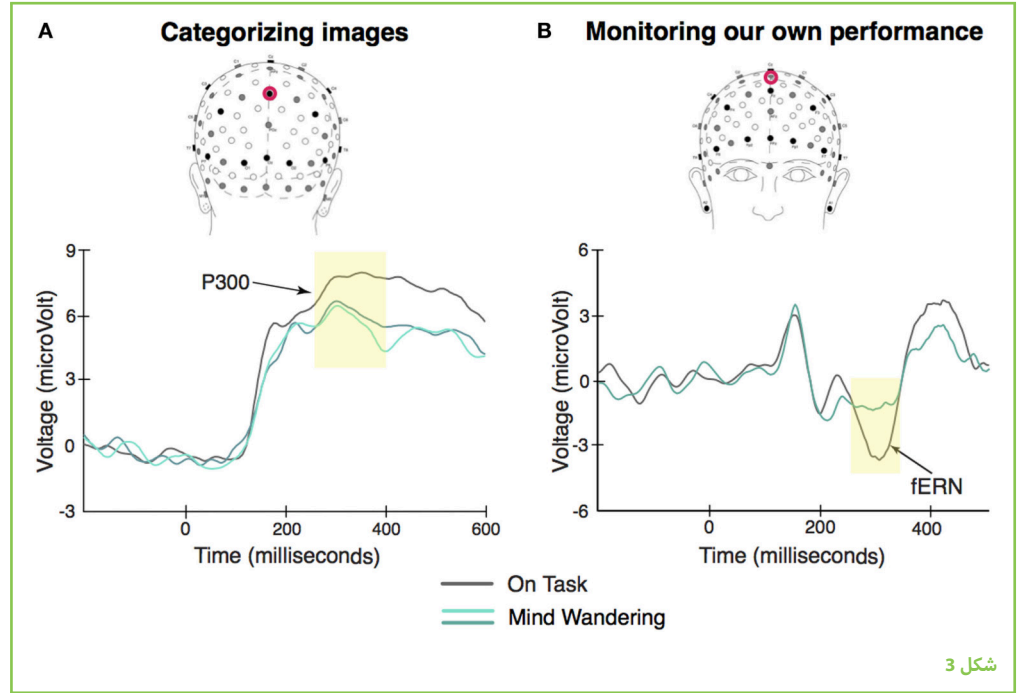 A
Categorizing images
B
Monitoring our own performance
9
6
3
0
-3
Voltage (microVolt)
P300
0
200
400
600
Time (milliseconds)
6
3
0
-3
-6
Voltage (microVolt)
fERN
0
200
400
Time (milliseconds)
On Task
Mind Wandering
شكل 3